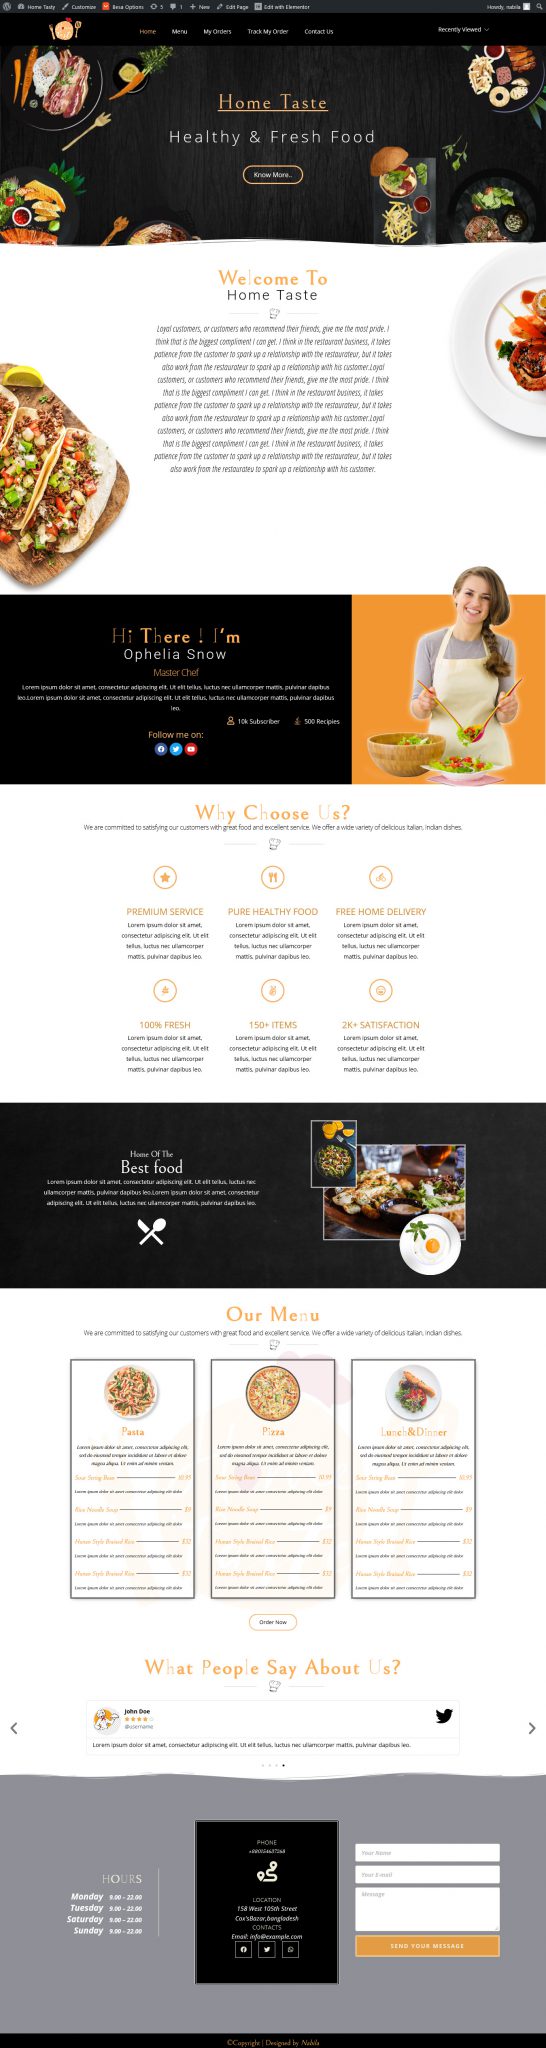 Home Tasty Customize Besa Options 5 1 New Edit Page Edit with Elementor Howdy, nabila
Home Menu My Orders Track My Order Contact Us Recently Viewed
Home Taste
Healthy & Fresh Food
Know More..
Welcome To
Home Taste
Loyal customers, or customers who recommend their friends, give me the most pride. I
think that is the biggest compliment I can get. I think in the restaurant business, it takes
patience from the customer to spark up a relationship with the restaurateur, but it takes
also work from the restaurateur to spark up a relationship with his customer.Loyal
customers, or customers who recommend their friends, give me the most pride. I think
that is the biggest compliment I can get. I think in the restaurant business, it takes
patience from the customer to spark up a relationship with the restaurateur, but it takes
also work from the restaurateur to spark up a relationship with his customer.Loyal
customers, or customers who recommend their friends, give me the most pride. I think
that is the biggest compliment I can get. I think in the restaurant business, it takes
patience from the customer to spark up a relationship with the restaurateur, but it takes
also work from the restaurateu to spark up a relationship with his customer.
Hi There ! I'm
Ophelia Snow
Master Chef
Lorem ipsum dolor sit amet, consectetur adipiscing elit. Ut elit tellus, luctus nec ullamcorper mattis, pulvinar dapibus
leo.Lorem ipsum dolor sit amet, consectetur adipiscing elit. Ut elit tellus, luctus nec ullamcorper mattis, pulvinar dapibus
leo.
10k Subscriber 500 Recipies
Follow me on:
Why Choose Us?
We are committed to satisfying our customers with great food and excellent service. We offer a wide variety of delicious Italian, Indian dishes.
PREMIUM SERVICE
Lorem ipsum dolor sit amet,
consectetur adipiscing elit. Ut elit
tellus, luctus nec ullamcorper
mattis, pulvinar dapibus leo.
PURE HEALTHY FOOD
Lorem ipsum dolor sit amet,
consectetur adipiscing elit. Ut elit
tellus, luctus nec ullamcorper
mattis, pulvinar dapibus leo.
FREE HOME DELIVERY
Lorem ipsum dolor sit amet,
consectetur adipiscing elit. Ut elit
tellus, luctus nec ullamcorper
mattis, pulvinar dapibus leo.
100% FRESH
Lorem ipsum dolor sit amet,
consectetur adipiscing elit. Ut elit
tellus, luctus nec ullamcorper
mattis, pulvinar dapibus leo.
150+ ITEMS
Lorem ipsum dolor sit amet,
consectetur adipiscing elit. Ut elit
tellus, luctus nec ullamcorper
mattis, pulvinar dapibus leo.
2K+ SATISFACTION
Lorem ipsum dolor sit amet,
consectetur adipiscing elit. Ut elit
tellus, luctus nec ullamcorper
mattis, pulvinar dapibus leo.
Home Of The
Best food
Lorem ipsum dolor sit amet, consectetur adipiscing elit. Ut elit tellus, luctus nec
ullamcorper mattis, pulvinar dapibus leo.Lorem ipsum dolor sit amet, consectetur
adipiscing elit. Ut elit tellus, luctus nec ullamcorper mattis, pulvinar dapibus leo.
Our Menu
We are committed to satisfying our customers with great food and excellent service. We offer a wide variety of delicious Italian, Indian dishes.
Pasta
Lorem ipsum dolor sit amet, consectetur adipiscing elit,
sed do eiusmod tempor incididunt ut labore et dolore
magna aliqua. Ut enim ad minim veniam.
Sour String Bean 10.95
Lorem ipsum dolor sit amet consectetur adipiscing elit dolor
Rice Noodle Soup $9
Lorem ipsum dolor sit amet consectetur adipiscing elit dolor
Hunan Style Braised Rice $32
Lorem ipsum dolor sit amet consectetur adipiscing elit dolor
Hunan Style Braised Rice $32
Lorem ipsum dolor sit amet consectetur adipiscing elit dolor
Pizza
Lorem ipsum dolor sit amet, consectetur adipiscing elit,
sed do eiusmod tempor incididunt ut labore et dolore
magna aliqua. Ut enim ad minim veniam.
Sour String Bean 10.95
Lorem ipsum dolor sit amet consectetur adipiscing elit dolor
Rice Noodle Soup $9
Lorem ipsum dolor sit amet consectetur adipiscing elit dolor
Hunan Style Braised Rice $32
Lorem ipsum dolor sit amet consectetur adipiscing elit dolor
Hunan Style Braised Rice $32
Lorem ipsum dolor sit amet consectetur adipiscing elit dolor
Lunch&Dinner
Lorem ipsum dolor sit amet, consectetur adipiscing elit,
sed do eiusmod tempor incididunt ut labore et dolore
magna aliqua. Ut enim ad minim veniam.
Sour String Bean 10.95
Lorem ipsum dolor sit amet consectetur adipiscing elit dolor
Rice Noodle Soup $9
Lorem ipsum dolor sit amet consectetur adipiscing elit dolor
Hunan Style Braised Rice $32
Lorem ipsum dolor sit amet consectetur adipiscing elit dolor
Hunan Style Braised Rice $32
Lorem ipsum dolor sit amet consectetur adipiscing elit dolor
Order Now
What People Say About Us?
John Doe
@username
Lorem ipsum dolor sit amet, consectetur adipiscing elit. Ut elit tellus, luctus nec ullamcorper mattis, pulvinar dapibus leo.
HOURS
Monday 9.00 – 22.00
Tuesday 9.00 – 22.00
Saturday 9.00 – 22.00
Sunday 9.00 – 22.00
PHONE
LOCATION
158 West 105th Street
Cox'sBazar,bangladesh
CONTACTS
Email: info@example.com
Your Name
Your E-mail
Message
SEND YOUR MESSAGE
©Copyright | Designed by Nabila